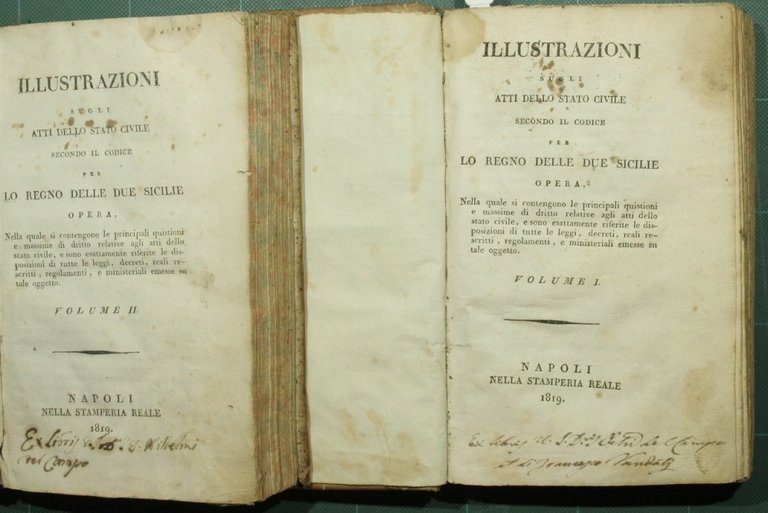 ILLUSTRAZIONI
SUGLI
ATTI DELLO STATO CIVILE
SECONDO IL CODICE
PER
LO REGNO DELLE DUE SICILIE
OPERA,
Nella quale si contengono le principali quistioni
e massime di dritto relative agli atti dello
stato civile, e sono esattamente riferite le dis-
posizioni di tutte le leggi, decreti, reali re-
scritti, regolamenti, e ministeriali emesse su
tale oggetto.
VOLUME II.
NAPOLI
NELLA STAMPERIA REALE
1819.
Ex Libris
Campo
ILLUSTRAZIONI
SUGLI
ATTI DELLO STATO CIVILE
SECONDO IL CODICE
PER
LO REGNO DELLE DUE SICILIE
OPERA,
Nella quale si contengono le principali quistioni
e massime di dritto relative agli atti dello
stato civile, e sono esattamente riferite le dis-
posizioni di tutte le leggi, decreti, reali re-
scritti, regolamenti, e ministeriali emesse su
tale oggetto.
VOLUME I.
NAPOLI
NELLA STAMPERIA REALE
1819.
Ex Libris U. J. D.
di Francesco